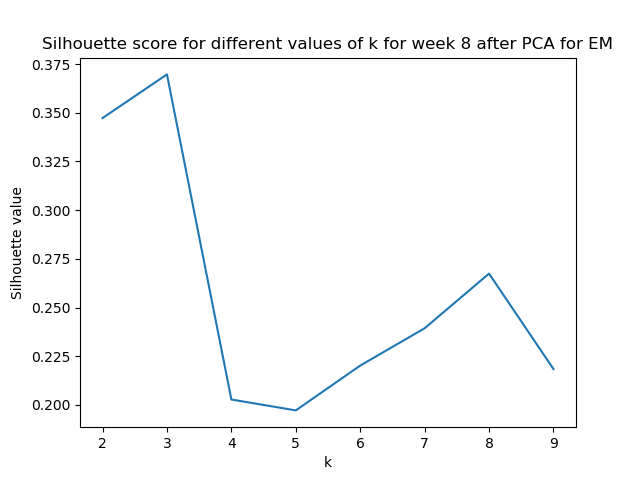 Silhouette score for different values of k for week 8 after PCA for EM
0.375
0.350
0.325
0.300
0.275
0.250
0.225
0.200
Silhouette value
2 3 4 5 6 7 8 9
k